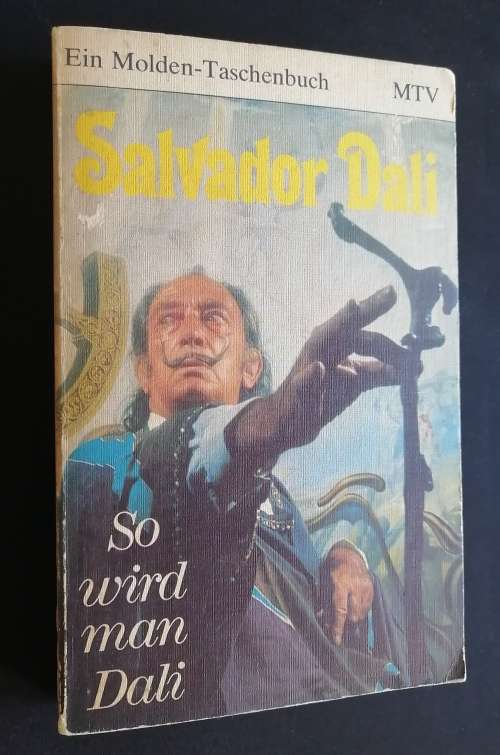 Ein Molden-Taschenbuch MTV
Salvador Dali
So
wird
man
Dali